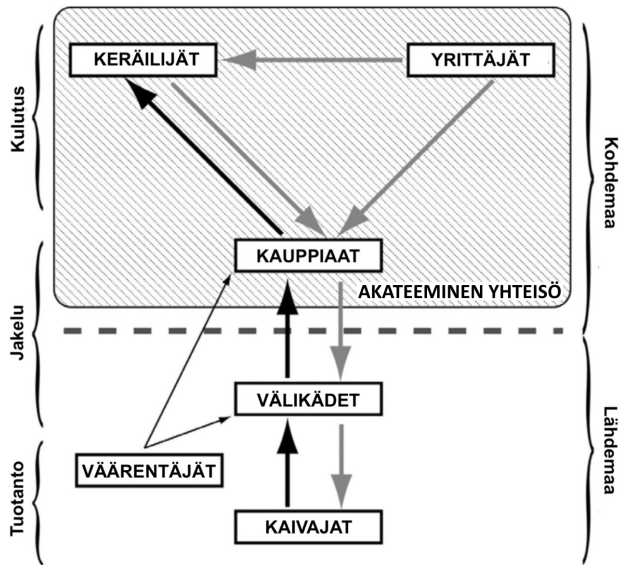 KERÄILIJÄT
YRITTÄJÄT
Kulutus
Kohdemaa
KAUPPIAAT
AKATEEMINEN YHTEISÖ
Jakelu
VÄLIKÄDET
Lähdemaa
VÄÄRENTÄJÄT
Tuotanto
KAIVAJAT